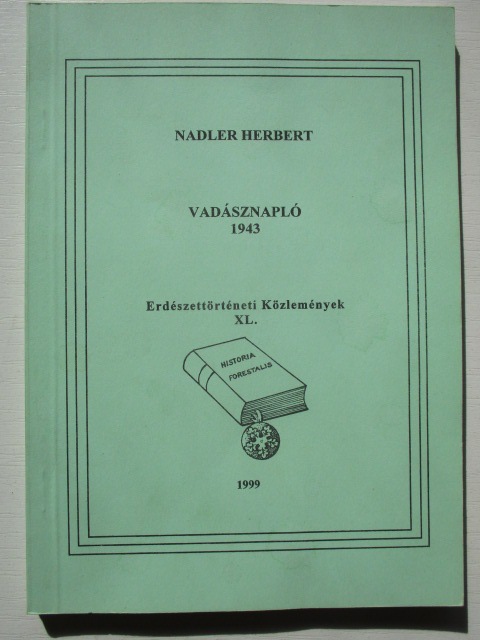 NADLER HERBERT
VADÁSZNAPLÓ
1943
Erdészettörténeti Közlemények
XL.
HISTORIA
FORESTALIS
1999